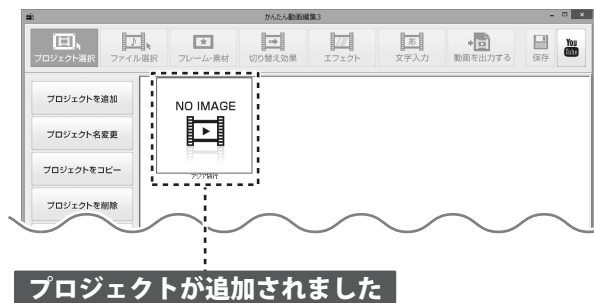 かんたん動画編集3
プロジェクト選択
ファイル選択
フレーム・素材
切り替え効果
エフェクト
文字入力
動画を出力する
保存
You
Tube
プロジェクトを追加
プロジェクト名変更
プロジェクトをコピー
プロジェクトを削除
NO IMAGE
アジア旅行
プロジェクトが追加されました